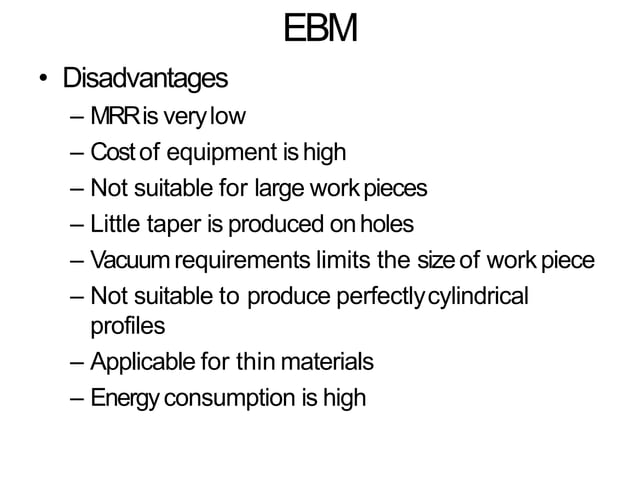 EBM
• Disadvantages
– MRR is very low
– Cost of equipment is high
– Not suitable for large work pieces
– Little taper is produced on holes
– Vacuum requirements limits the size of work piece
– Not suitable to produce perfectly cylindrical
profiles
– Applicable for thin materials
– Energy consumption is high